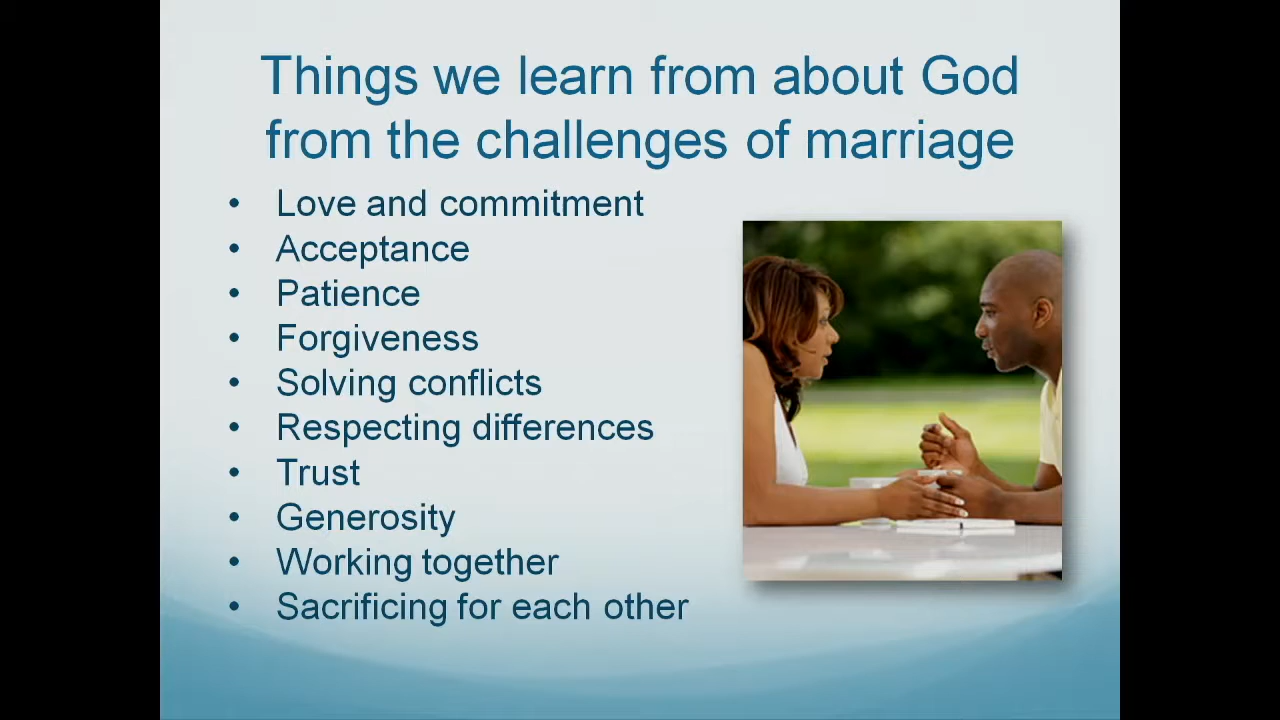 Things we learn from about God
from the challenges of marriage
• Love and commitment
• Acceptance
• Patience
• Forgiveness
• Solving conflicts
• Respecting differences
• Trust
• Generosity
• Working together
• Sacrificing for each other